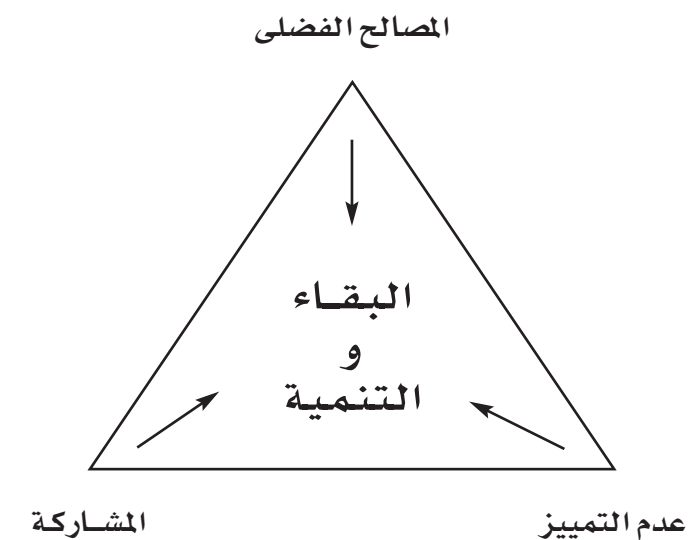 المصالح الفضلى
البقاء
و
التنمية
عدم التمييز
المشاركة